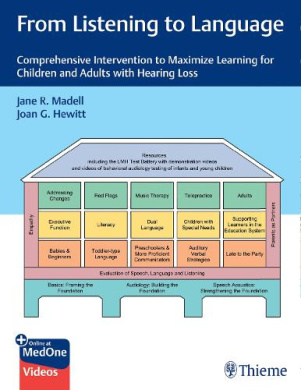 From Listening to Language
Comprehensive Intervention to Maximize Learning for
Children and Adults with Hearing Loss
Jane R. Madell
Joan G. Hewitt
Resources
including the LMH Test Battery with demonstration videos
and videos of behavioral audiology testing of infants and young children
Empathy
Addressing
Changes
Red Flags
Music Therapy
Telepractice
Adults
Executive
Function
Literacy
Dual
Language
Children with
Special Needs
Supporting
Learners in the
Education System
Babies &
Beginners
Toddler-type
Language
Preschoolers &
More Proficient
Communicators
Auditory
Verbal
Strategies
Late to the Party
Parents as Partners
Evaluation of Speech, Language and Listening
Basics: Framing the
Foundation
Audiology: Building the
Foundation
Speech Acoustics:
Strengthening the Foundation
+ Online at
MedOne
Videos
Thieme